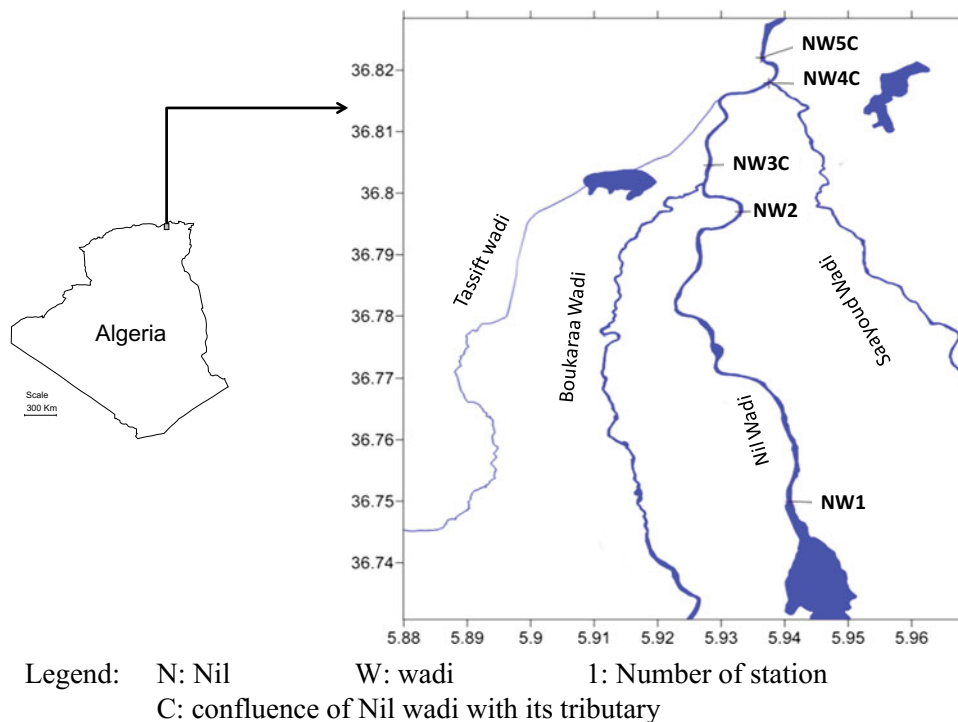 NW5C
36.82
NW4C
36.81
NW3C
36.8
NW2
36.79
Tassift wadi
Boukaraa Wadi
Saayoud Wadi
36.78
Algeria
36.77
Nil Wadi
Scale
300 Km
36.76
36.75
NW1
36.74
5.88 5.89 5.9 5.91 5.92 5.93 5.94 5.95 5.96
Legend: N: Nil W: wadi 1: Number of station
C: confluence of Nil wadi with its tributary